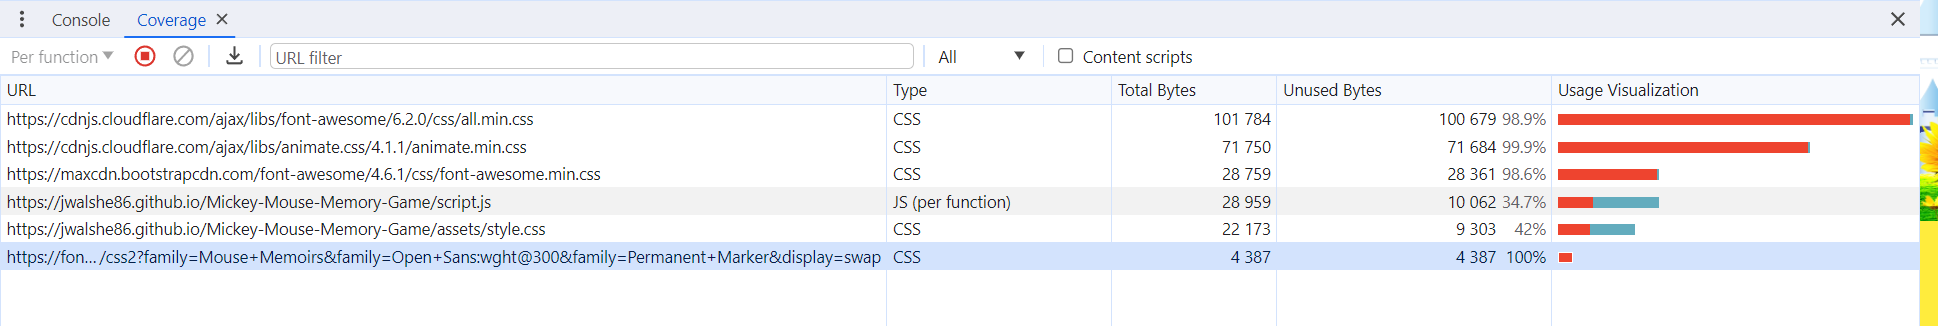 Console Coverage
Per function URL filter All Content scripts
URL Type Total Bytes Unused Bytes Usage Visualization
https://cdnjs.cloudflare.com/ajax/libs/font-awesome/6.2.0/css/all.min.css CSS 101 784 100 679 98.9%
https://cdnjs.cloudflare.com/ajax/libs/animate.css/4.1.1/animate.min.css CSS 71 750 71 684 99.9%
https://maxcdn.bootstrapcdn.com/font-awesome/4.6.1/css/font-awesome.min.css CSS 28 759 28 361 98.6%
https://jwalshe86.github.io/Mickey-Mouse-Memory-Game/script.js JS (per function) 28 959 10 062 34.7%
https://jwalshe86.github.io/Mickey-Mouse-Memory-Game/assets/style.css CSS 22 173 9 303 42%
https://fon… /css2?family=Mouse+Memoirs&family=Open+Sans:wght@300&family=Permanent+Marker&display=swap CSS 4 387 4 387 100%